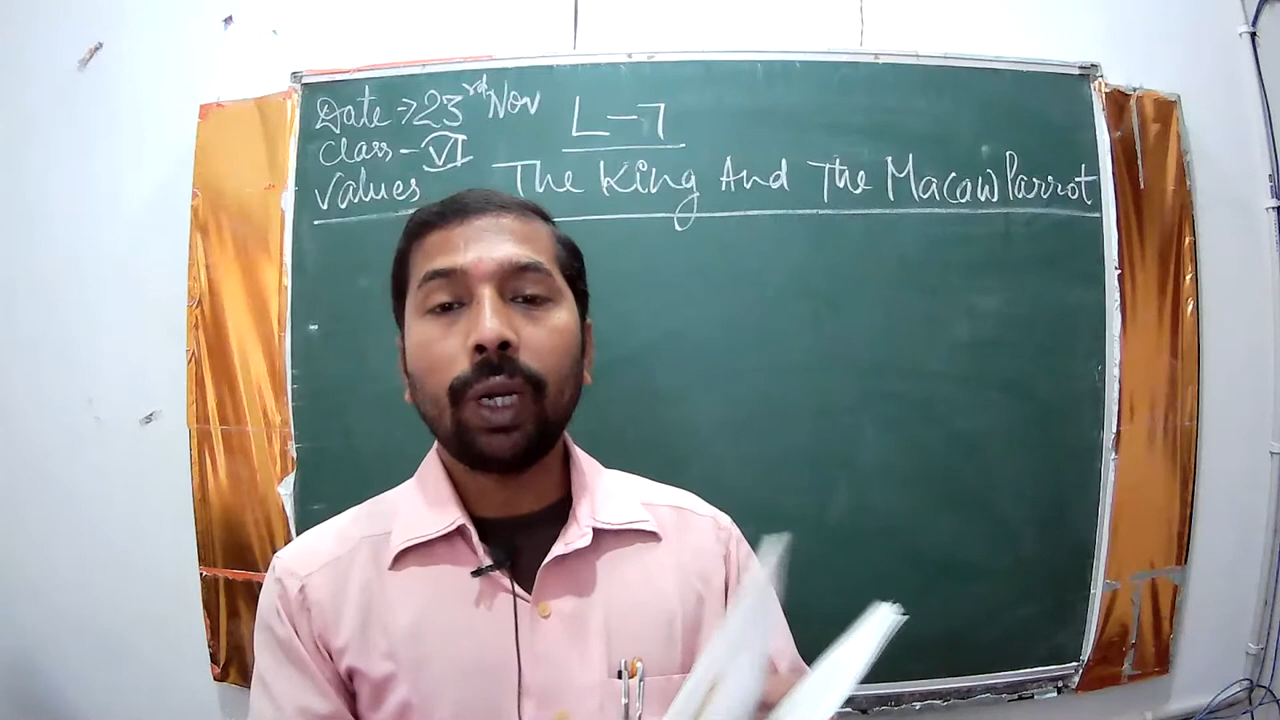 Date → 23rd Nov
L-7
Class - VI
Values
The King And The Macaw Parrot